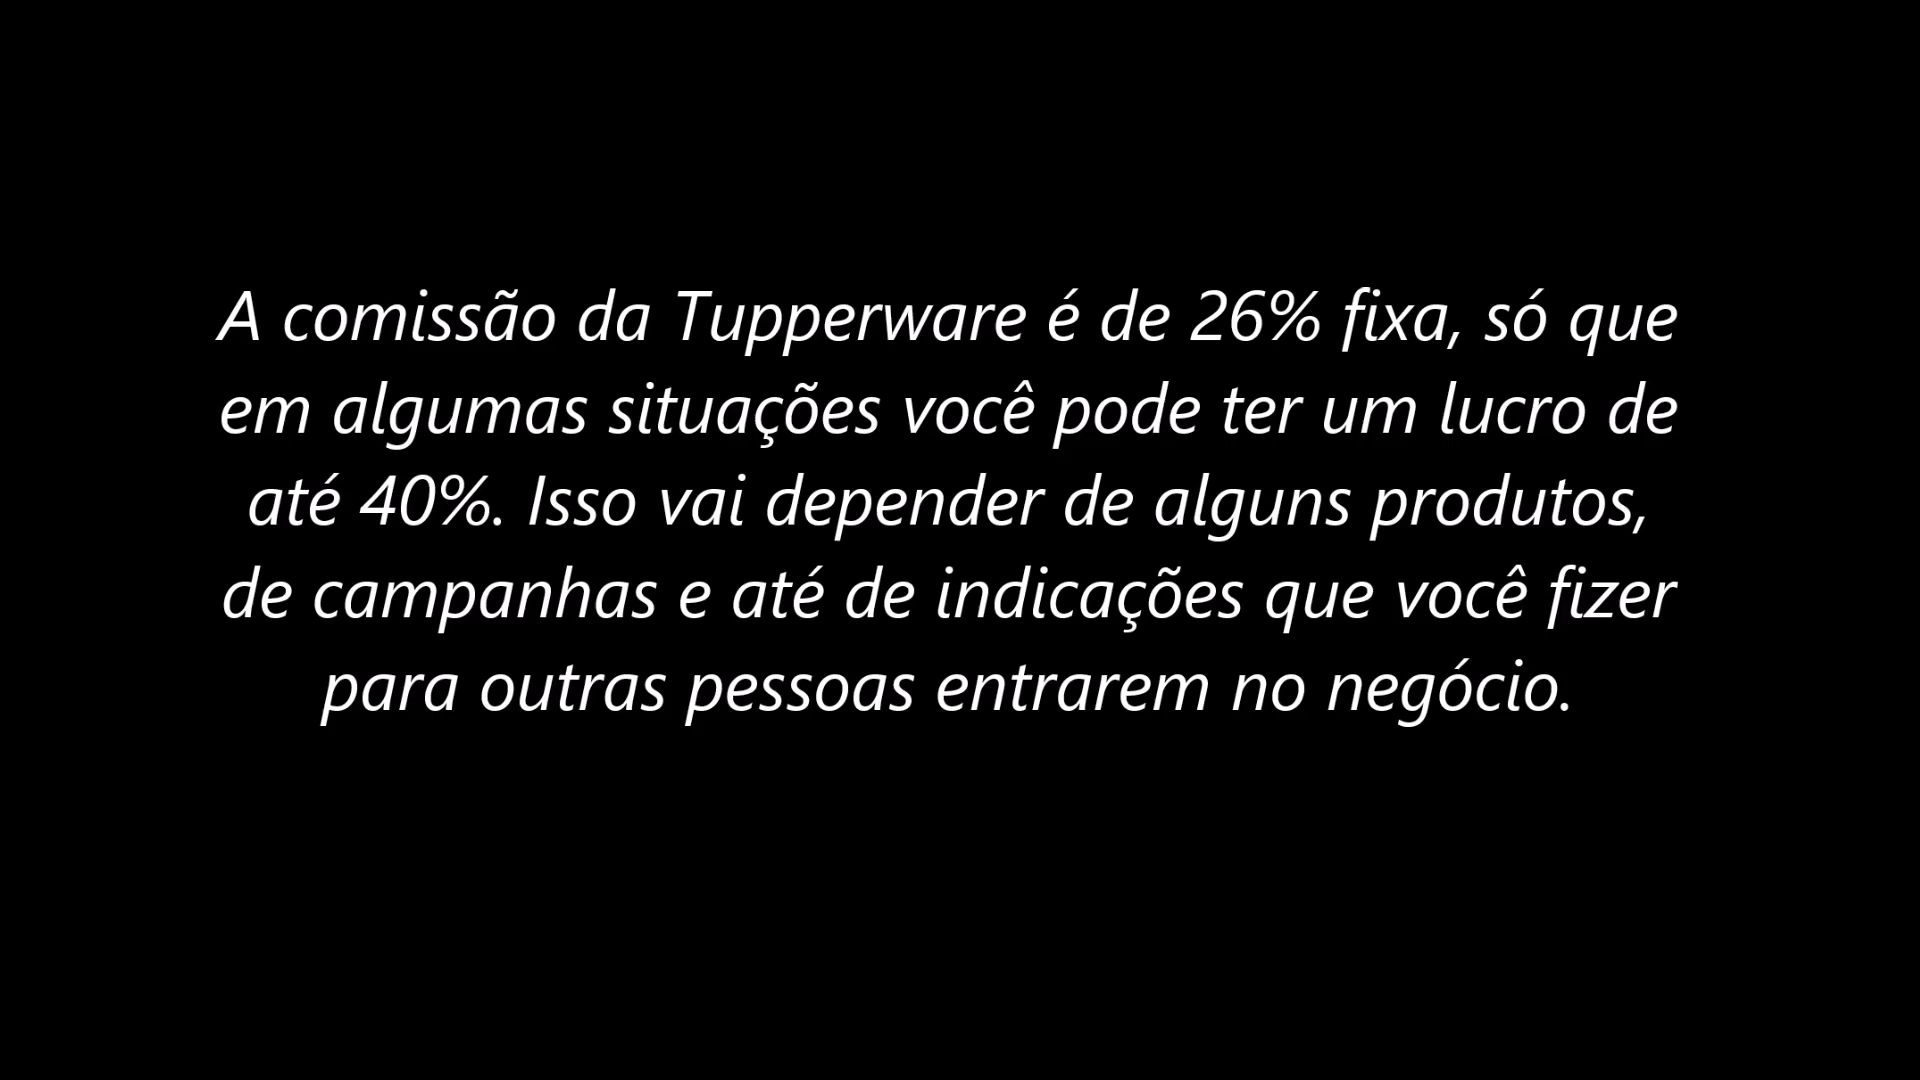 A comissão da Tupperware é de 26% fixa, só que
em algumas situações você pode ter um lucro de
até 40%. Isso vai depender de alguns produtos,
de campanhas e até de indicações que você fizer
para outras pessoas entrarem no negócio.